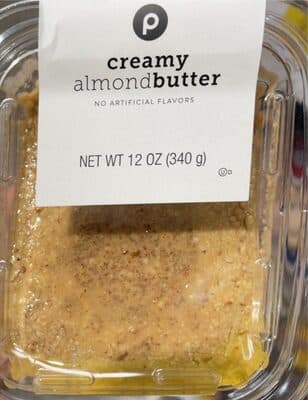 P
creamy
almondbutter
NO ARTIFICIAL FLAVORS
NET WT 12 OZ (340 g)